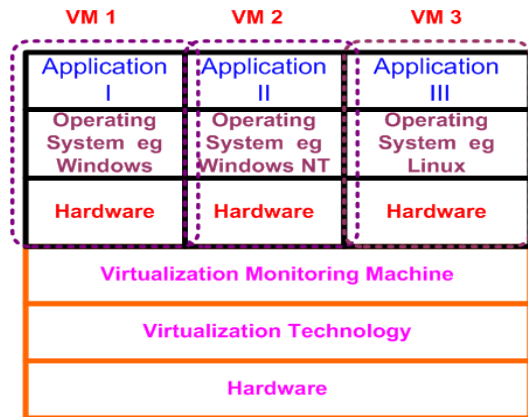 VM 1 VM 2 VM 3
Application Application Application
I II III
Operating Operating Operating
System eg System eg System eg
Windows Windows NT Linux
Hardware Hardware Hardware
Virtualization Monitoring Machine
Virtualization Technology
Hardware